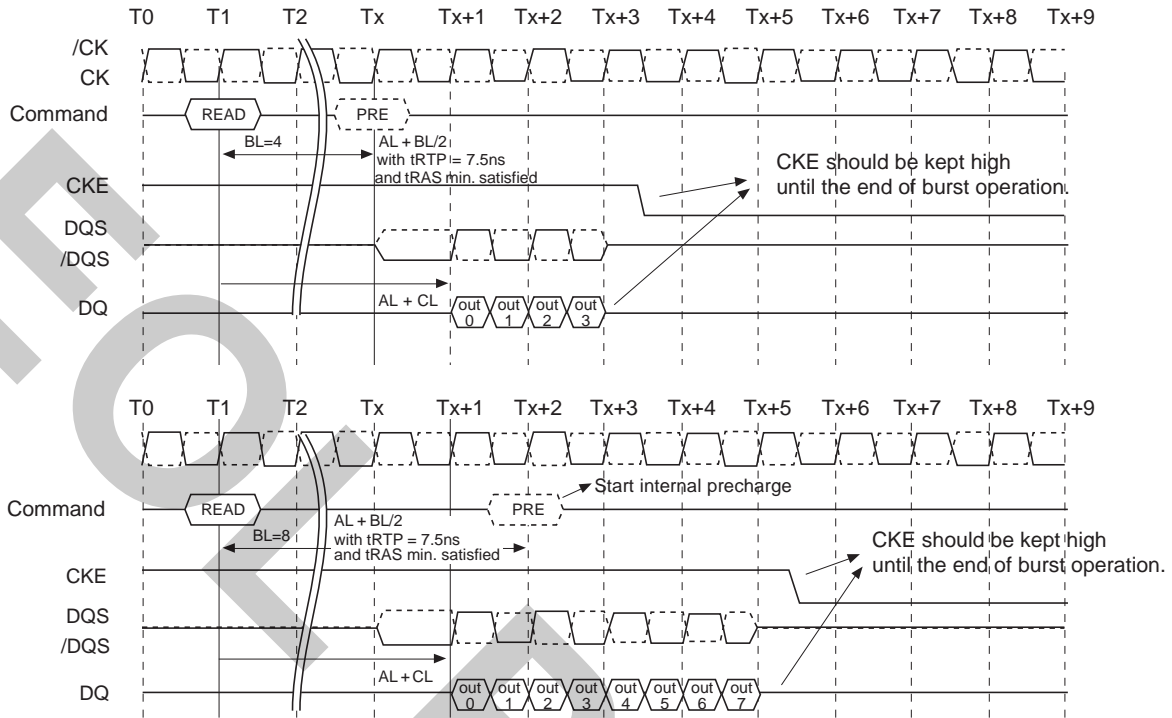 T0 T1 T2 Tx Tx+1 Tx+2 Tx+3 Tx+4 Tx+5 Tx+6 Tx+7 Tx+8 Tx+9
/CK
CK
Command READ PRE
BL=4 AL + BL/2
with tRTP = 7.5ns
and tRAS min. satisfied
CKE should be kept high
until the end of burst operation.
CKE
DQS
/DQS
AL + CL
DQ out 0 out 1 out 2 out 3
T0 T1 T2 Tx Tx+1 Tx+2 Tx+3 Tx+4 Tx+5 Tx+6 Tx+7 Tx+8 Tx+9
Start internal precharge
Command READ PRE
BL=8 AL + BL/2
with tRTP = 7.5ns
and tRAS min. satisfied
CKE should be kept high
until the end of burst operation.
CKE
DQS
/DQS
AL + CL
DQ out 0 out 1 out 2 out 3 out 4 out 5 out 6 out 7